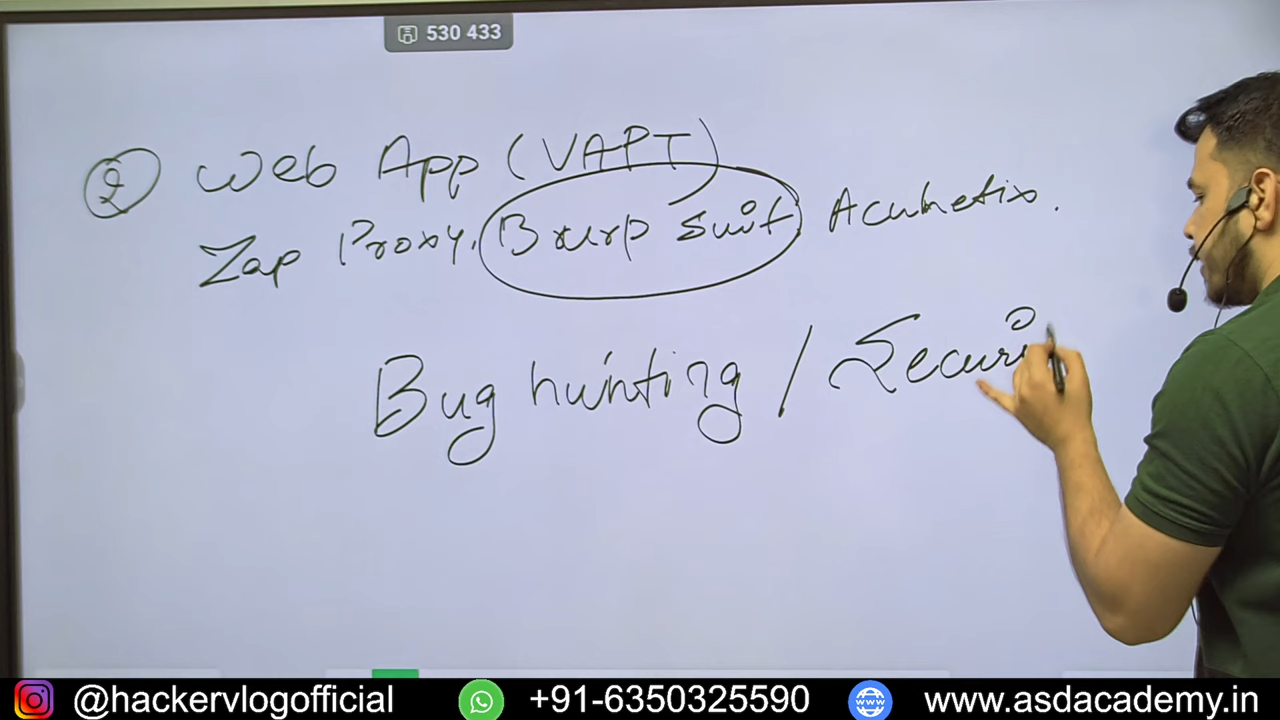 530 433
2 Web App (VAPT)
Zap Proxy, Brurp Suit, Acunetix.
Bug hunting / Securi
@hackervlogofficial +91-6350325590 www.asdacademy.in